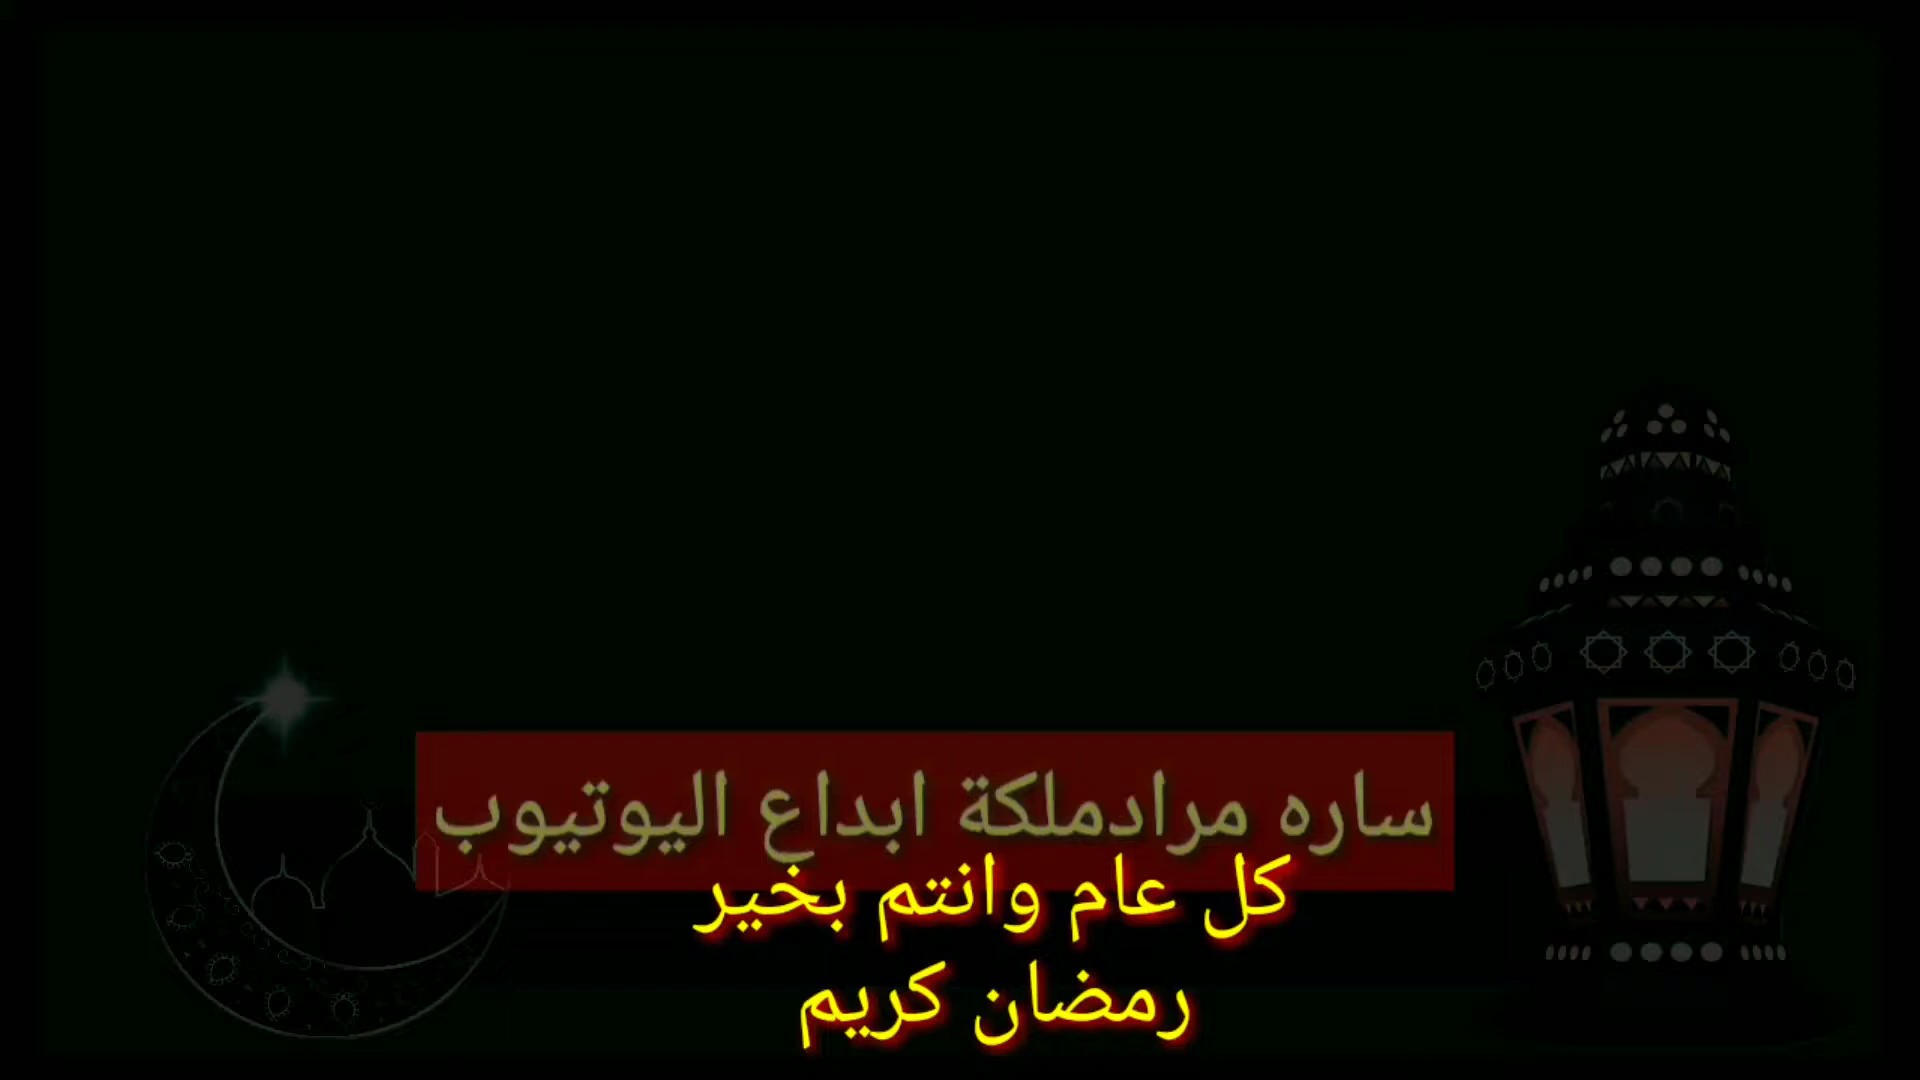 ساره مرادملكة ابداع اليوتيوب
كل عام وانتم بخير
رمضان كريم